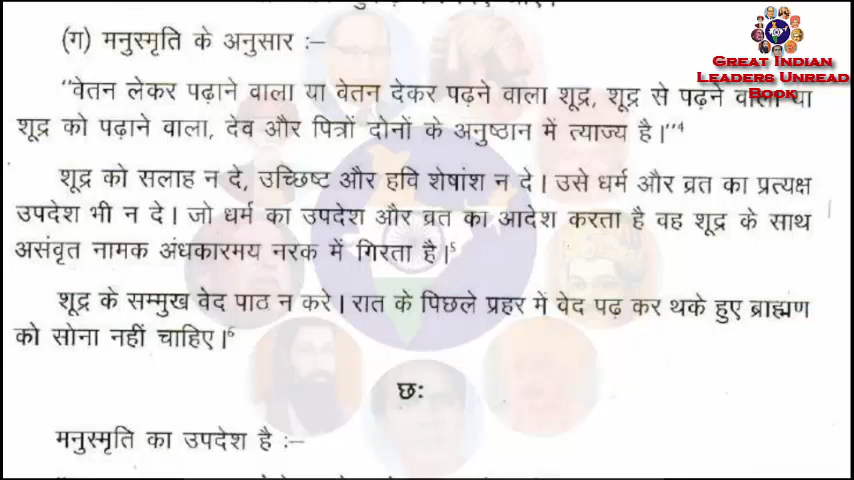 (ग) मनुस्मृति के अनुसार :–
GREAT INDIAN
LEADERS UNREAD
BOOK
"वेतन लेकर पढ़ाने वाला या वेतन देकर पढ़ने वाला शूद्र, शूद्र से पढ़ने वाला या
शूद्र को पढ़ाने वाला, देव और पित्रों दोनों के अनुष्ठान में त्याज्य है।"⁴
शूद्र को सलाह न दे, उच्छिष्ट और हवि शेषांश न दे। उसे धर्म और व्रत का प्रत्यक्ष
उपदेश भी न दे। जो धर्म का उपदेश और व्रत का आदेश करता है वह शूद्र के साथ
असंवृत नामक अंधकारमय नरक में गिरता है।⁵
शूद्र के सम्मुख वेद पाठ न करे। रात के पिछले प्रहर में वेद पढ़ कर थके हुए ब्राह्मण
को सोना नहीं चाहिए।⁶
छः
मनुस्मृति का उपदेश है :–